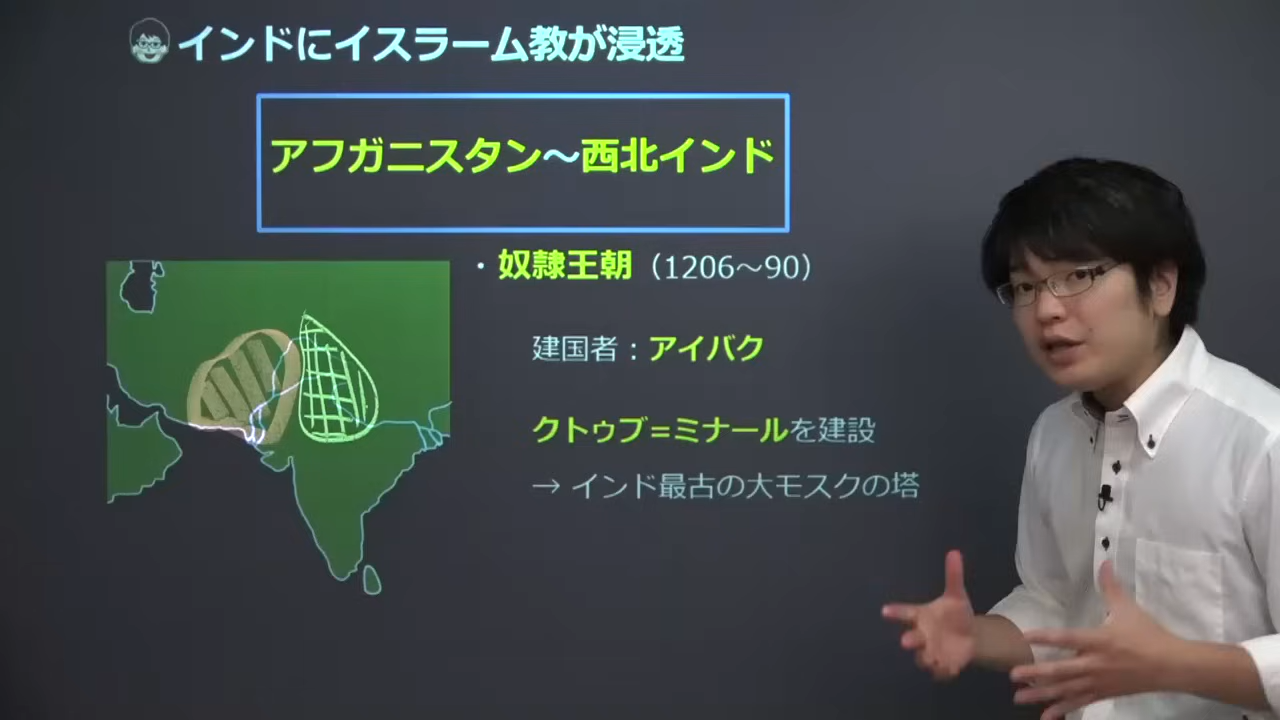 インドにイスラーム教が浸透
アフガニスタン～西北インド
・奴隷王朝（1206～90）
建国者：アイバク
クトゥブ=ミナールを建設
→ インド最古の大モスクの塔